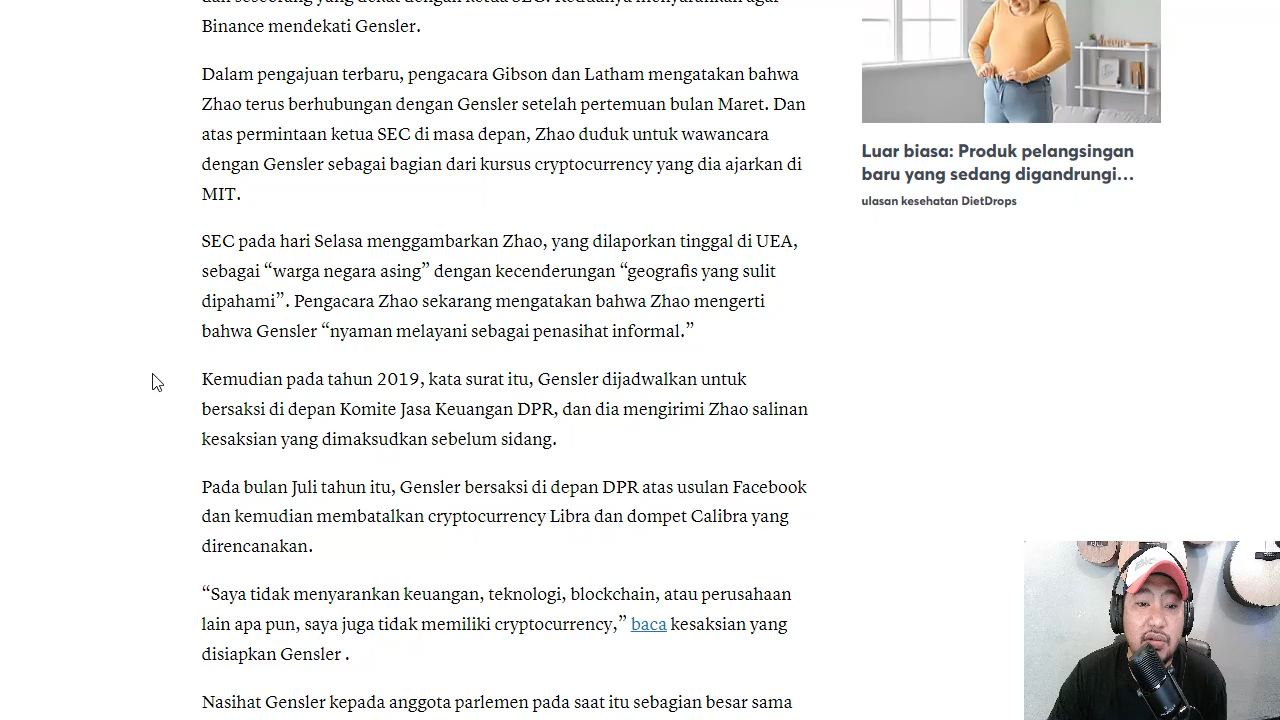 Binance mendekati Gensler.
Dalam pengajuan terbaru, pengacara Gibson dan Latham mengatakan bahwa
Zhao terus berhubungan dengan Gensler setelah pertemuan bulan Maret. Dan
atas permintaan ketua SEC di masa depan, Zhao duduk untuk wawancara
dengan Gensler sebagai bagian dari kursus cryptocurrency yang dia ajarkan di
MIT.
SEC pada hari Selasa menggambarkan Zhao, yang dilaporkan tinggal di UEA,
sebagai “warga negara asing” dengan kecenderungan “geografis yang sulit
dipahami”. Pengacara Zhao sekarang mengatakan bahwa Zhao mengerti
bahwa Gensler “nyaman melayani sebagai penasihat informal.”
Kemudian pada tahun 2019, kata surat itu, Gensler dijadwalkan untuk
bersaksi di depan Komite Jasa Keuangan DPR, dan dia mengirimi Zhao salinan
kesaksian yang dimaksudkan sebelum sidang.
Pada bulan Juli tahun itu, Gensler bersaksi di depan DPR atas usulan Facebook
dan kemudian membatalkan cryptocurrency Libra dan dompet Calibra yang
direncanakan.
“Saya tidak menyarankan keuangan, teknologi, blockchain, atau perusahaan
lain apa pun, saya juga tidak memiliki cryptocurrency,” baca kesaksian yang
disiapkan Gensler .
Nasihat Gensler kepada anggota parlemen pada saat itu sebagian besar sama
Luar biasa: Produk pelangsingan
baru yang sedang digandrungi…
ulasan kesehatan DietDrops